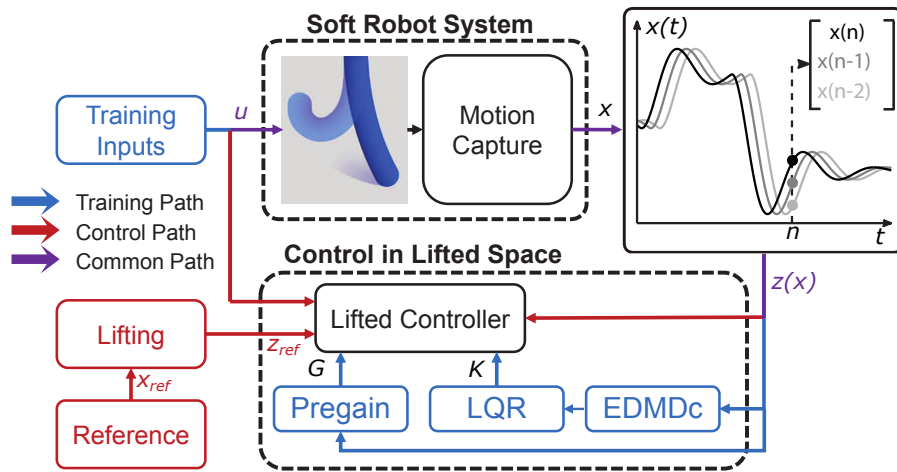 Soft Robot System
x(t)
x(n)
x(n-1)
x(n-2)
Training
Inputs
u
Motion
Capture
x
n
t
Training Path
Control Path
Common Path
Control in Lifted Space
z(x)
Lifting
z_ref
Lifted Controller
x_ref
G
K
Reference
Pregain
LQR
EDMDc